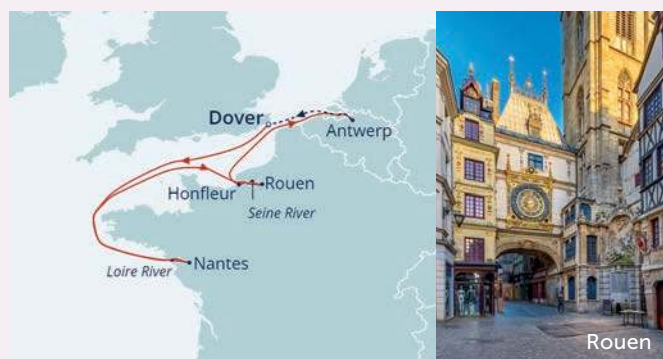 Dover
Antwerp
Honfleur
Rouen
Seine River
Loire River
Nantes
Rouen